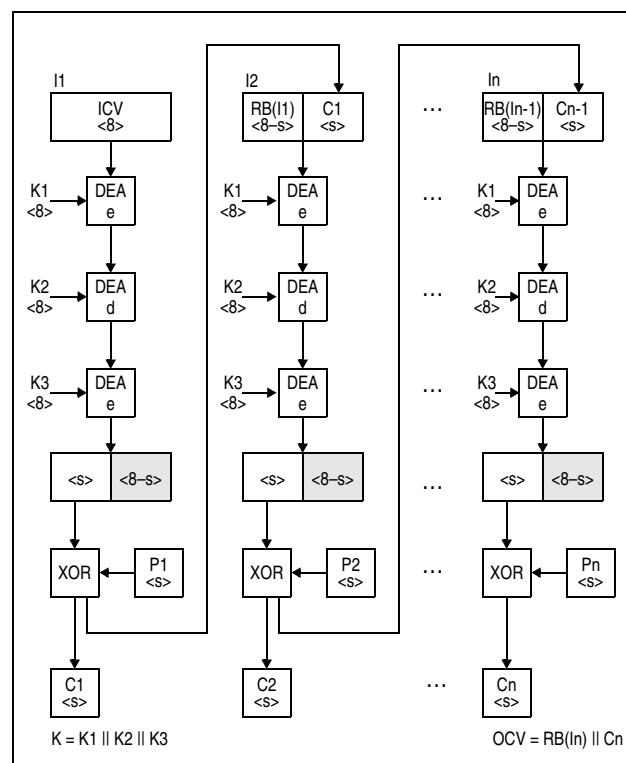 I1 I2 In
ICV RB(I1) C1 ... RB(In-1) Cn-1
<8> <8–s> <s> <8–s> <s>
K1 DEA K1 DEA ... K1 DEA
<8> e <8> e <8> e
K2 DEA K2 DEA ... K2 DEA
<8> d <8> d <8> d
K3 DEA K3 DEA ... K3 DEA
<8> e <8> e <8> e
<s> <8–s> <s> <8–s> ... <s> <8–s>
XOR P1 XOR P2 ... XOR Pn
<s> <s> <s>
C1 C2 ... Cn
<s> <s> <s>
K = K1 || K2 || K3 OCV = RB(In) || Cn